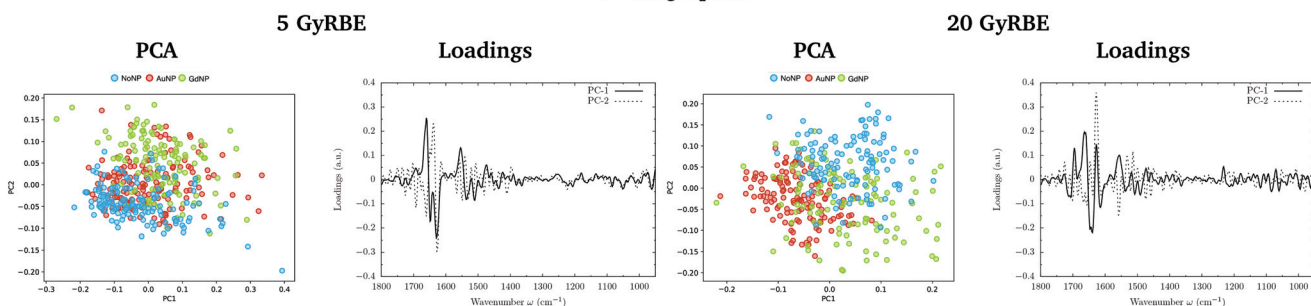 5 GyRBE
20 GyRBE
PCA
Loadings
PCA
Loadings
NoNP AuNP GdNP
0.20
0.15
0.10
0.05
0.00
−0.05
−0.10
−0.15
−0.20
PC2
−0.3 −0.2 −0.1 0.0 0.1 0.2 0.3 0.4
PC1
PC-1
PC-2
0.4
0.3
0.2
0.1
0
−0.1
−0.2
−0.3
−0.4
Loadings (a.u.)
1800 1700 1600 1500 1400 1300 1200 1100 1000
Wavenumber ω (cm⁻¹)
NoNP AuNP GdNP
0.20
0.15
0.10
0.05
0.00
−0.05
−0.10
−0.15
−0.20
PC2
−0.2 −0.1 0.0 0.1 0.2
PC1
PC-1
PC-2
0.4
0.3
0.2
0.1
0
−0.1
−0.2
−0.3
−0.4
Loadings (a.u.)
1800 1700 1600 1500 1400 1300 1200 1100 1000
Wavenumber ω (cm⁻¹)